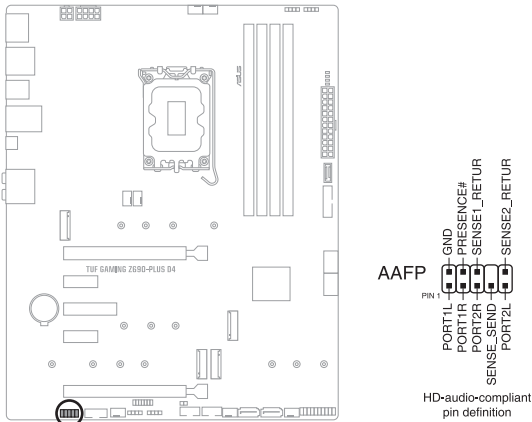 /ISUS
TUF GAMING Z690-PLUS D4
AAFP
PIN 1
GND
PRESENCE#
SENSE1_RETUR
SENSE2_RETUR
PORT1L
PORT1R
PORT2R
SENSE_SEND
PORT2L
HD-audio-compliant
pin definition